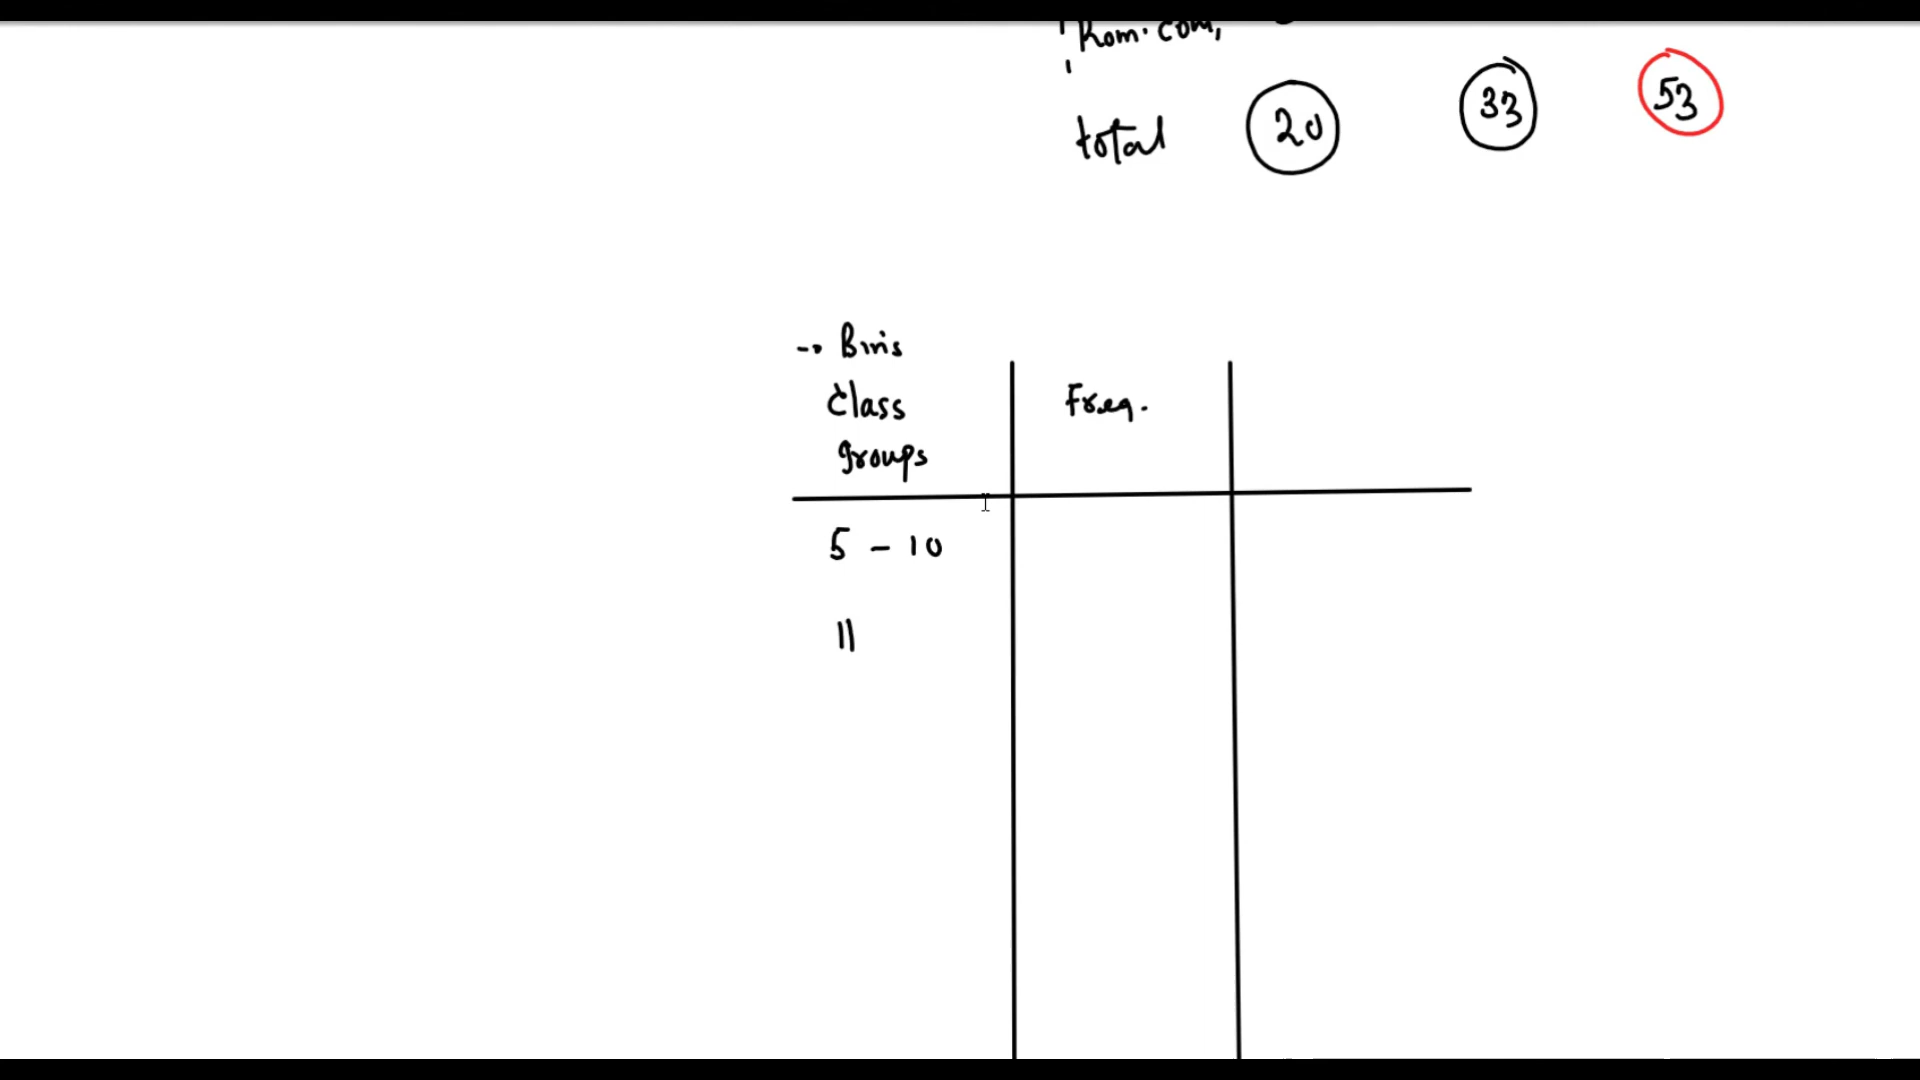 Rom. com,
total 20 33 53
→ Bins
Class Freq.
groups
5 - 10
11